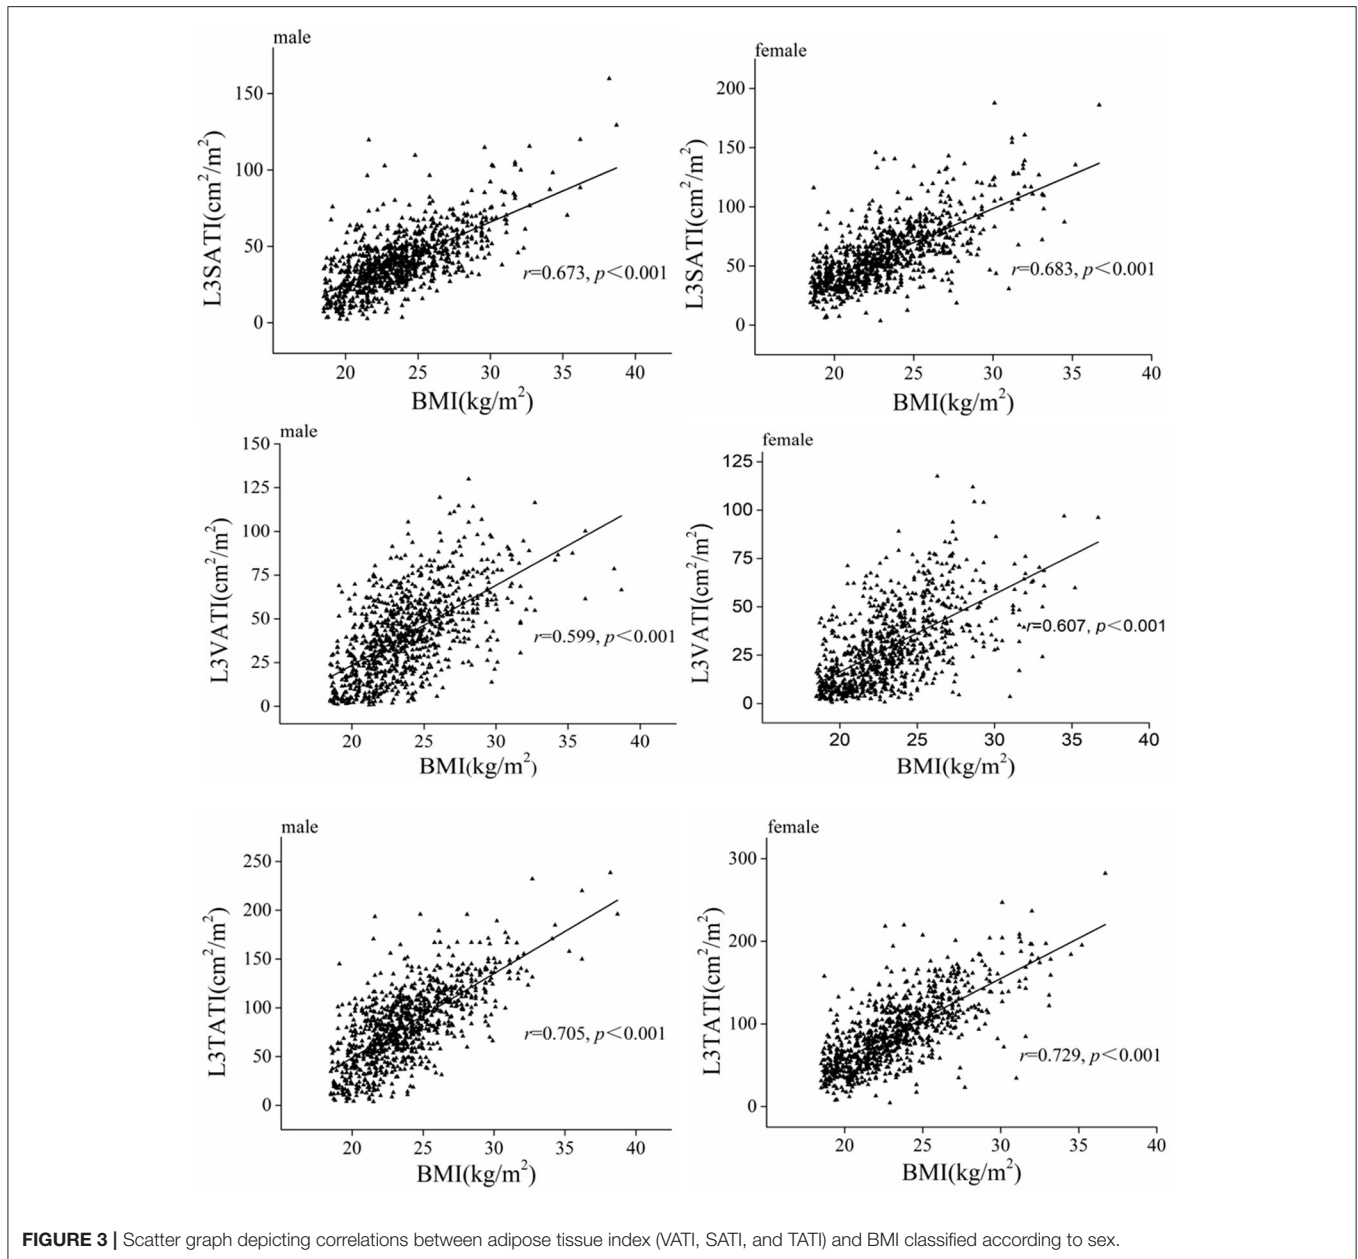 male
150
100
50
0
L3SATI(cm²/m²)
r=0.673, p<0.001
20 25 30 35 40
BMI(kg/m²)
female
200
150
100
50
0
L3SATI(cm²/m²)
r=0.683, p<0.001
20 25 30 35 40
BMI(kg/m²)
male
150
125
100
75
50
25
0
L3VATI(cm²/m²)
r=0.599, p<0.001
20 25 30 35 40
BMI(kg/m²)
female
125
100
75
50
25
0
L3VATI(cm²/m²)
r=0.607, p<0.001
20 25 30 35 40
BMI(kg/m²)
male
250
200
150
100
50
0
L3TATI(cm²/m²)
r=0.705, p<0.001
20 25 30 35 40
BMI(kg/m²)
female
300
200
100
0
L3TATI(cm²/m²)
r=0.729, p<0.001
20 25 30 35 40
BMI(kg/m²)
FIGURE 3 | Scatter graph depicting correlations between adipose tissue index (VATI, SATI, and TATI) and BMI classified according to sex.